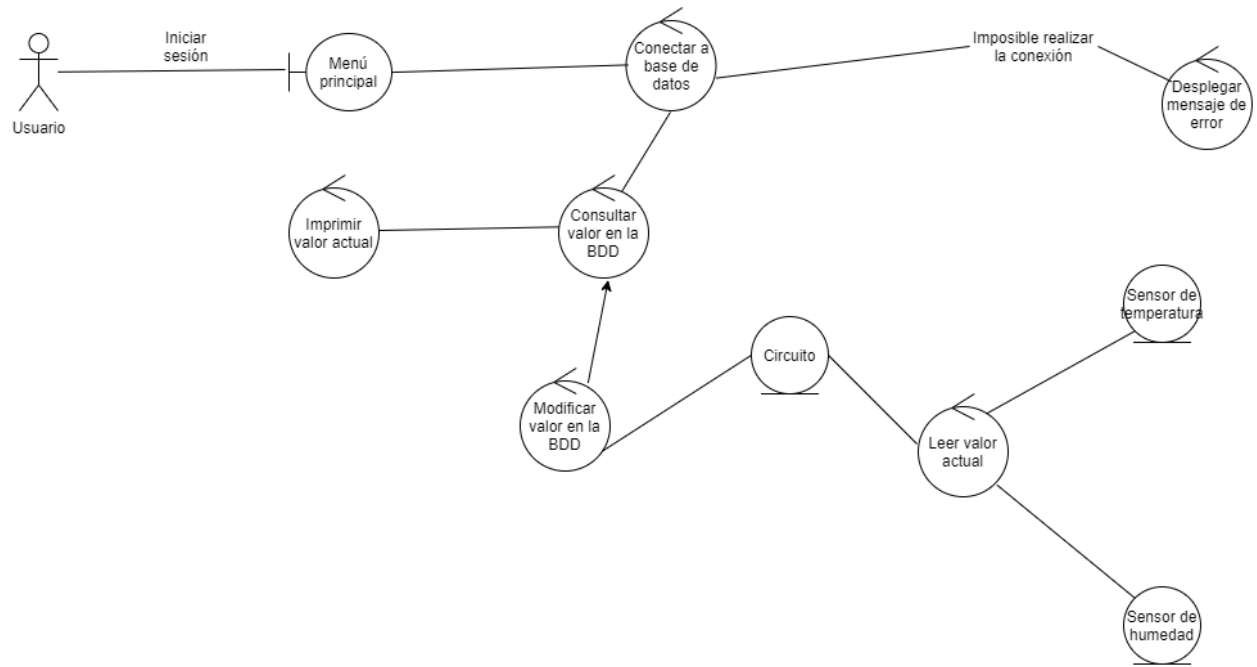 Iniciar
sesión
Usuario
Menú
principal
Conectar a
base de
datos
Imposible realizar
la conexión
Desplegar
mensaje de
error
Imprimir
valor actual
Consultar
valor en la
BDD
Modificar
valor en la
BDD
Circuito
Leer valor
actual
Sensor de
temperatura
Sensor de
humedad